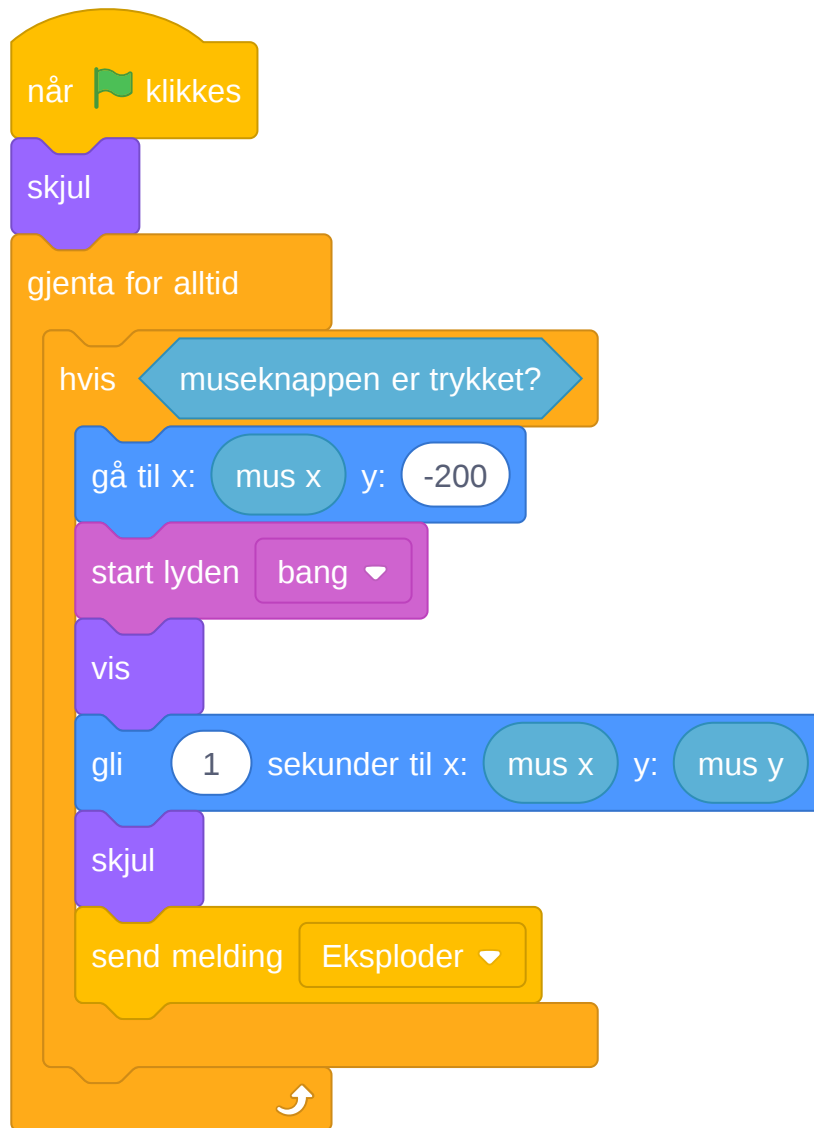 når klikkes
skjul
gjenta for alltid
hvis museknappen er trykket?
gå til x: mus x y: -200
start lyden bang
vis
gli 1 sekunder til x: mus x y: mus y
skjul
send melding Eksploder